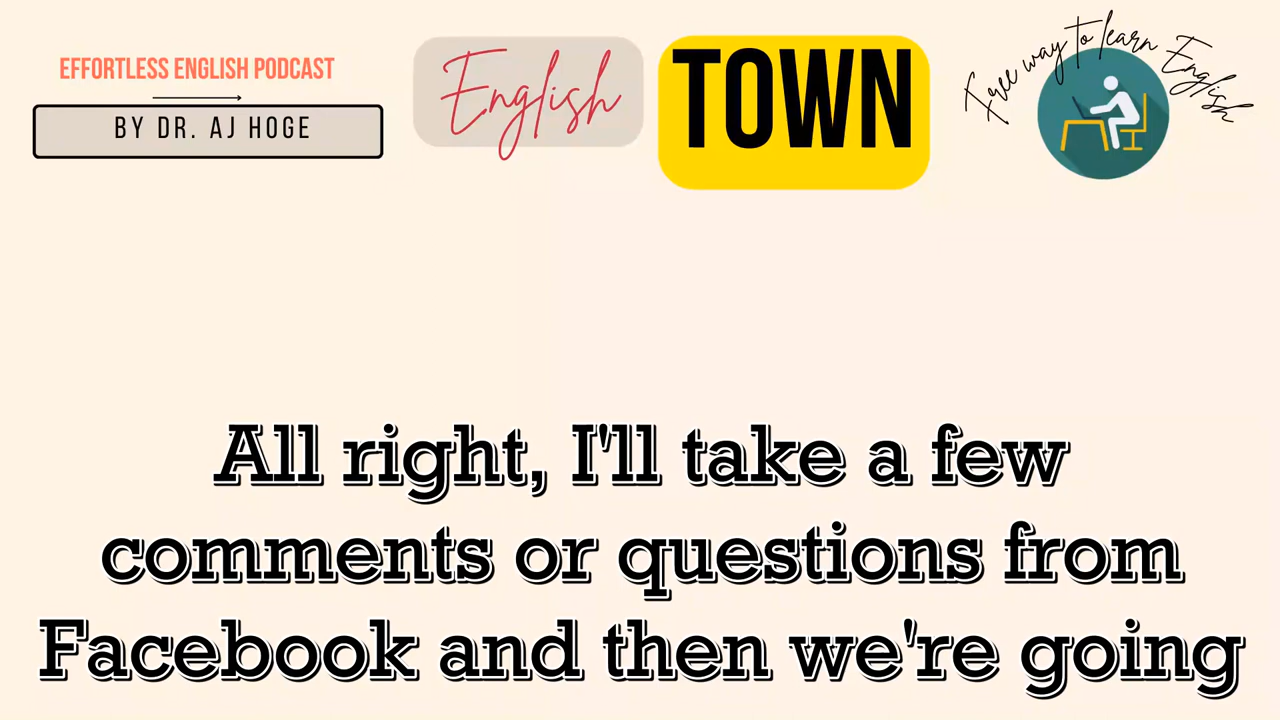 EFFORTLESS ENGLISH PODCAST
BY DR. AJ HOGE
English
TOWN
Free way to learn English
All right, I'll take a few
comments or questions from
Facebook and then we're going